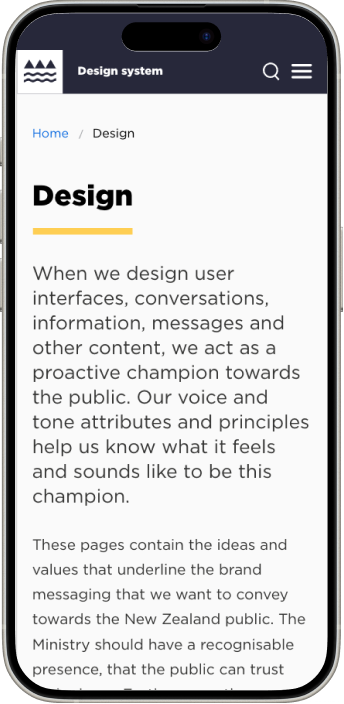 Design system
Home / Design
Design
When we design user
interfaces, conversations,
information, messages and
other content, we act as a
proactive champion towards
the public. Our voice and
tone attributes and principles
help us know what it feels
and sounds like to be this
champion.
These pages contain the ideas and
values that underline the brand
messaging that we want to convey
towards the New Zealand public. The
Ministry should have a recognisable
presence, that the public can trust